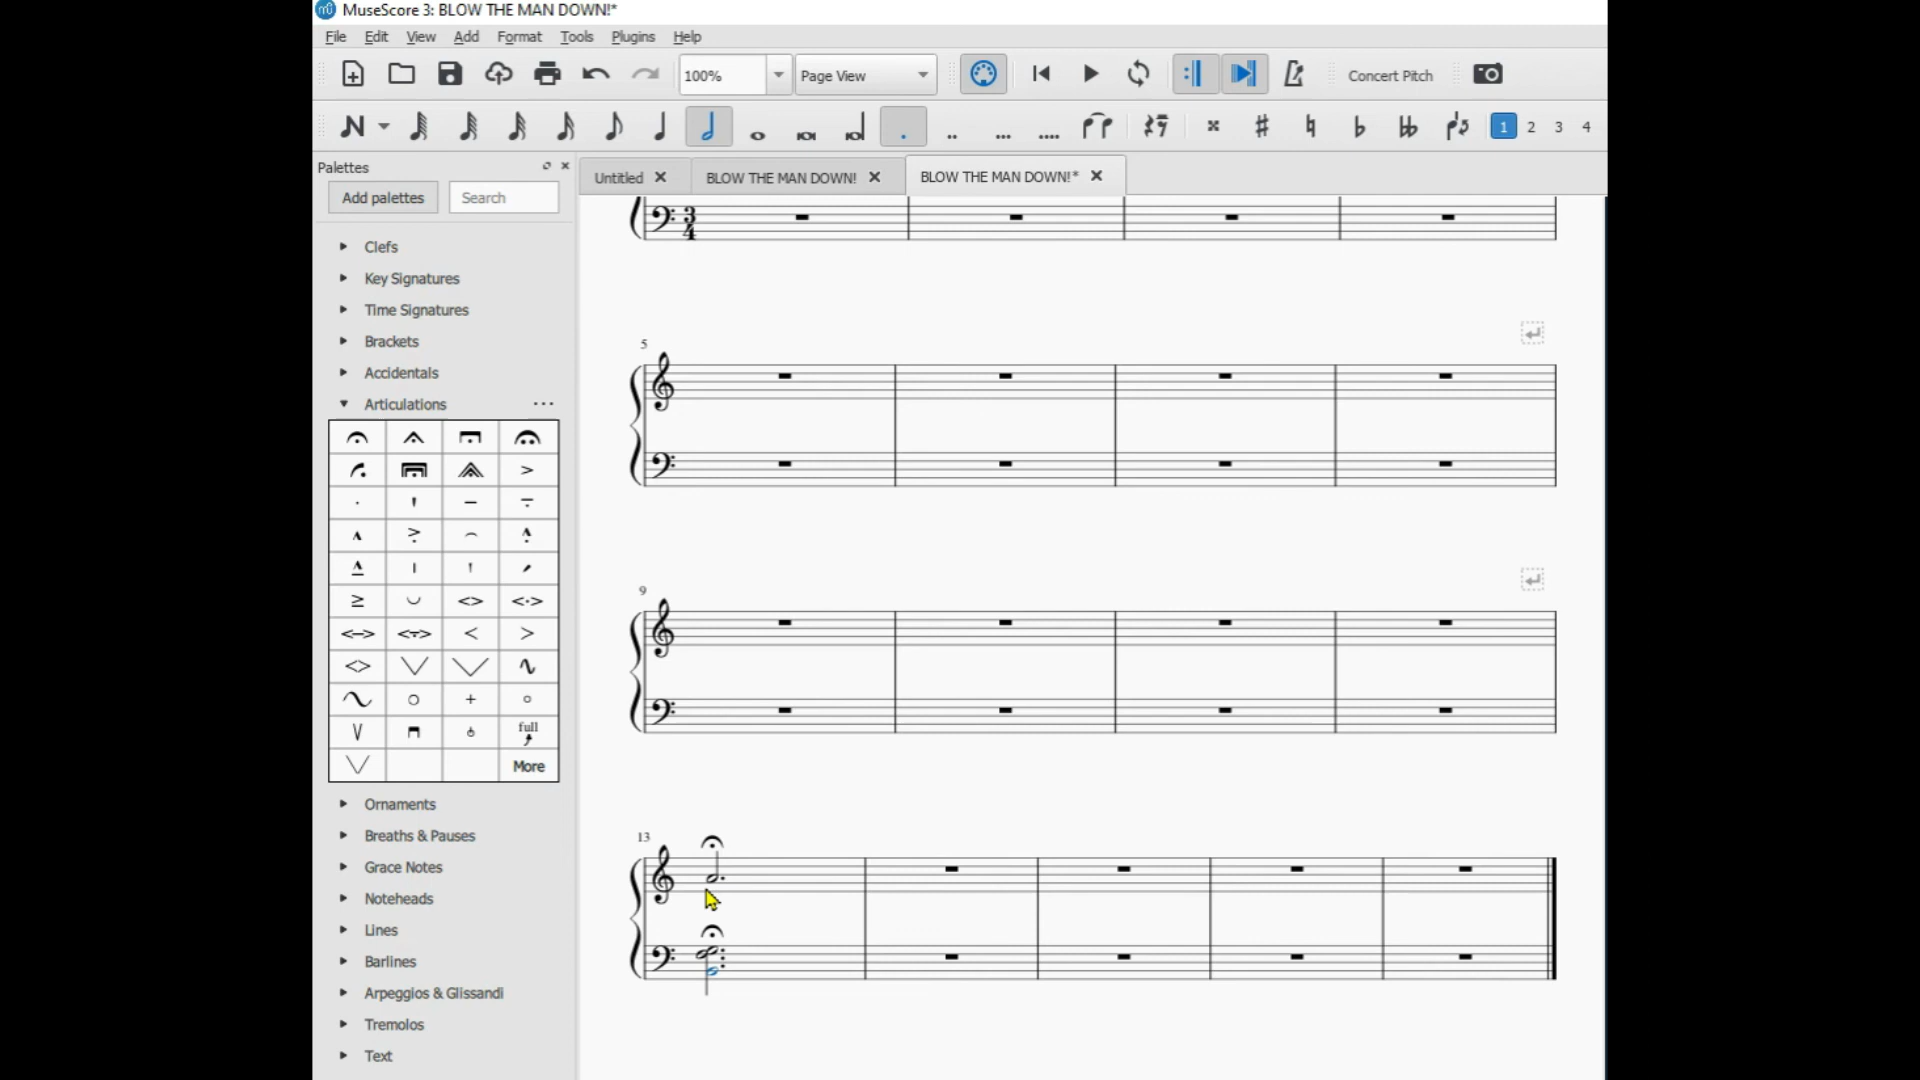 MuseScore 3: BLOW THE MAN DOWN!*
File Edit View Add Format Tools Plugins Help
100% Page View Concert Pitch
1 2 3 4
Palettes
Untitled BLOW THE MAN DOWN! BLOW THE MAN DOWN!*
Add palettes Search
Clefs
Key Signatures
Time Signatures
Brackets
Accidentals
Articulations
full
More
Ornaments
Breaths & Pauses
Grace Notes
Noteheads
Lines
Barlines
Arpeggios & Glissandi
Tremolos
Text
3
4
5
9
13